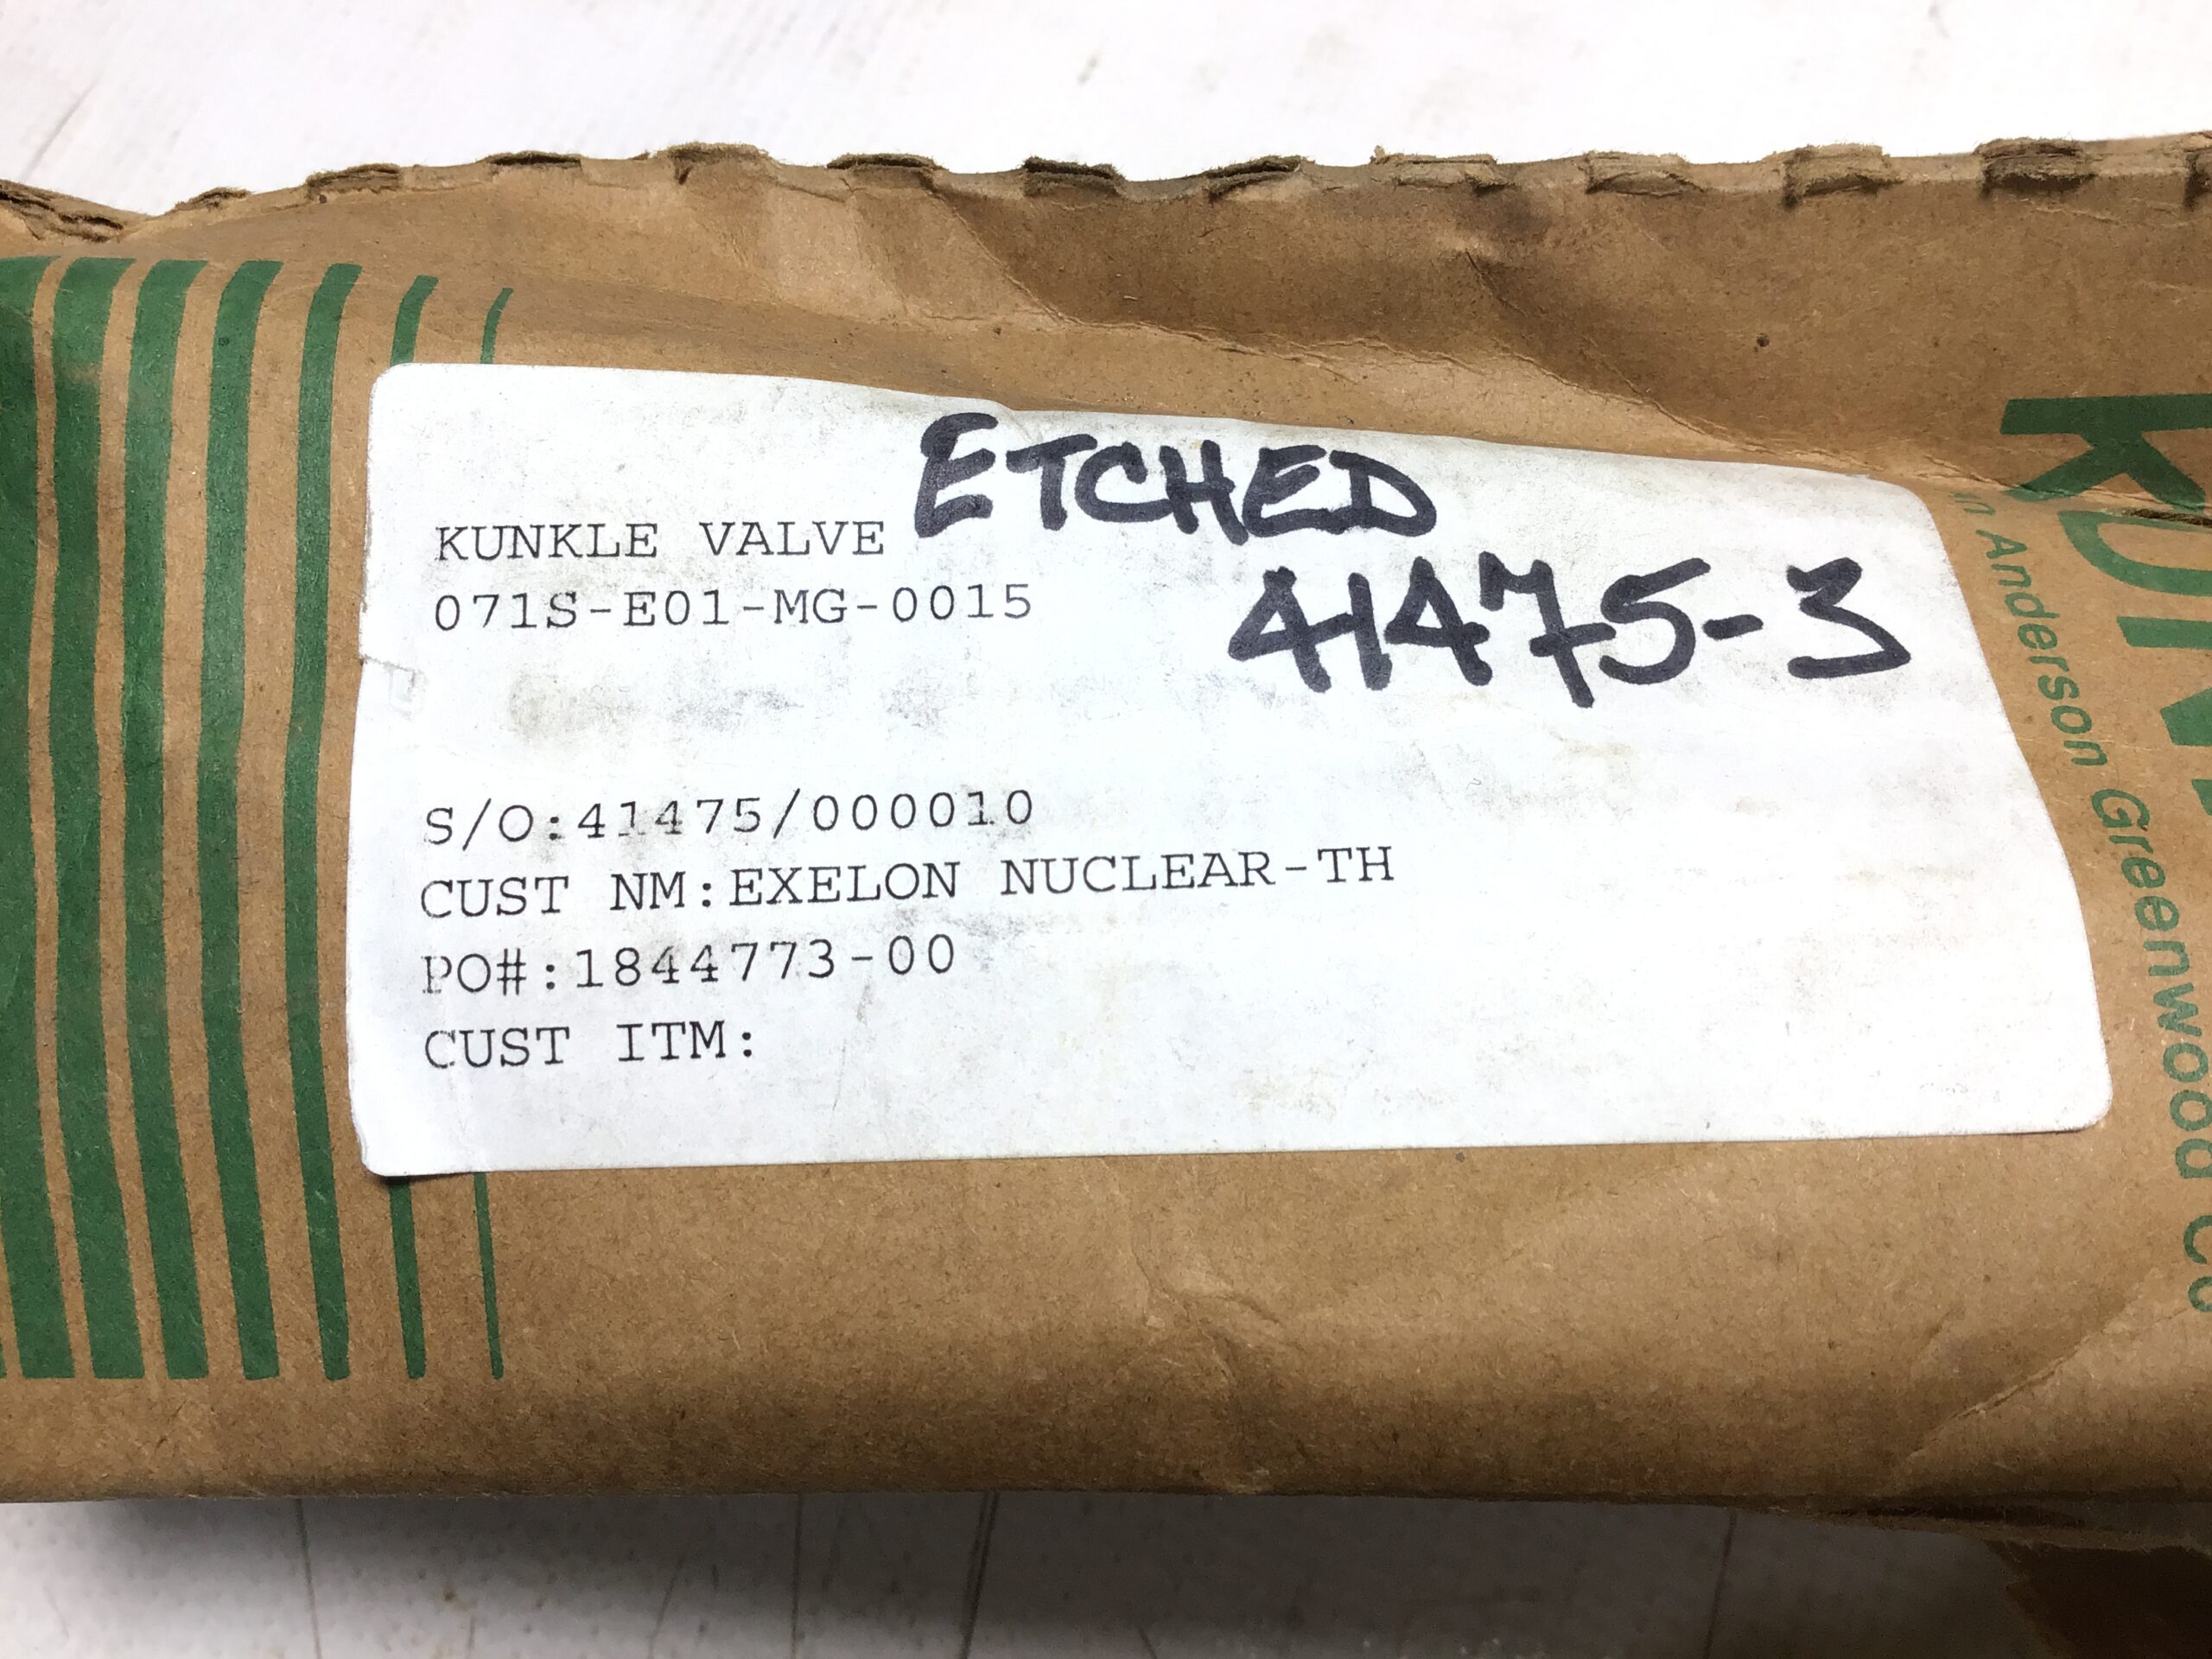 ETCHED
KUNKLE VALVE
071S-E01-MG-0015
41475-3
S/O:41475/000010
CUST NM:EXELON NUCLEAR-TH
PO#:1844773-00
CUST ITM:
Anderson Greenwood Co